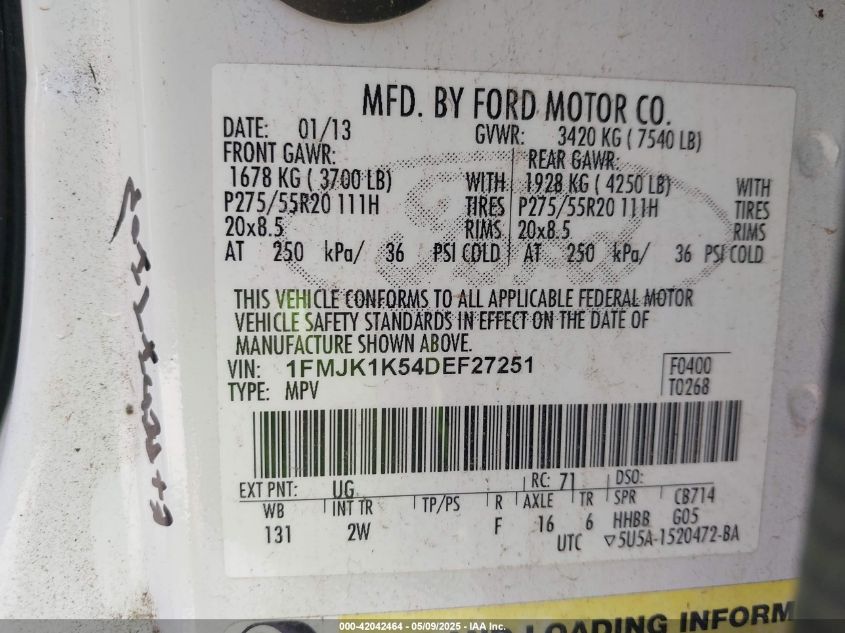 MFD. BY FORD MOTOR CO.
DATE: 01/13 GVWR: 3420 KG ( 7540 LB)
FRONT GAWR: REAR GAWR:
1678 KG ( 3700 LB) WITH 1928 KG ( 4250 LB) WITH
P275/55R20 111H TIRES P275/55R20 111H TIRES
20x8.5 RIMS 20x8.5 RIMS
AT 250 kPa/ 36 PSI COLD AT 250 kPa/ 36 PSI COLD
THIS VEHICLE CONFORMS TO ALL APPLICABLE FEDERAL MOTOR
VEHICLE SAFETY STANDARDS IN EFFECT ON THE DATE OF
MANUFACTURE SHOWN ABOVE.
VIN: 1FMJK1K54DEF27251 F0400
TYPE: MPV T0268
EXT PNT: UG RC: 71 DSO:
WB INT TR TP/PS R AXLE TR SPR CB714
131 2W F 16 6 HHBB G05
UTC ▽5U5A-1520472-BA
LOADING INFORM
000-42042464 - 05/09/2025 - © IAA, Inc.